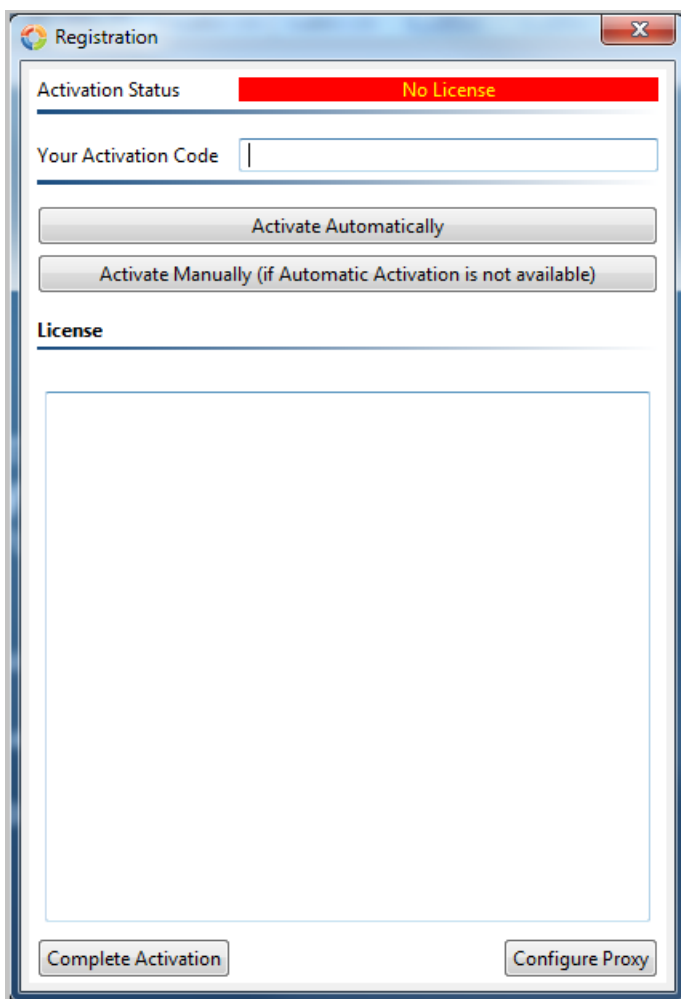 Registration
Activation Status No License
Your Activation Code
Activate Automatically
Activate Manually (if Automatic Activation is not available)
License
Complete Activation Configure Proxy